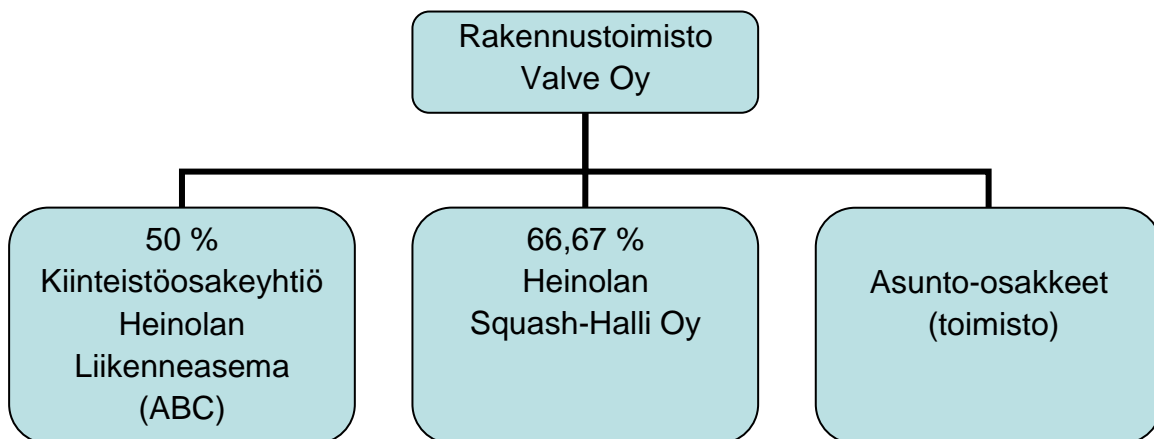 Rakennustoimisto
Valve Oy
50 %
Kiinteistöosakeyhtiö
Heinolan
Liikenneasema
(ABC)
66,67 %
Heinolan
Squash-Halli Oy
Asunto-osakkeet
(toimisto)